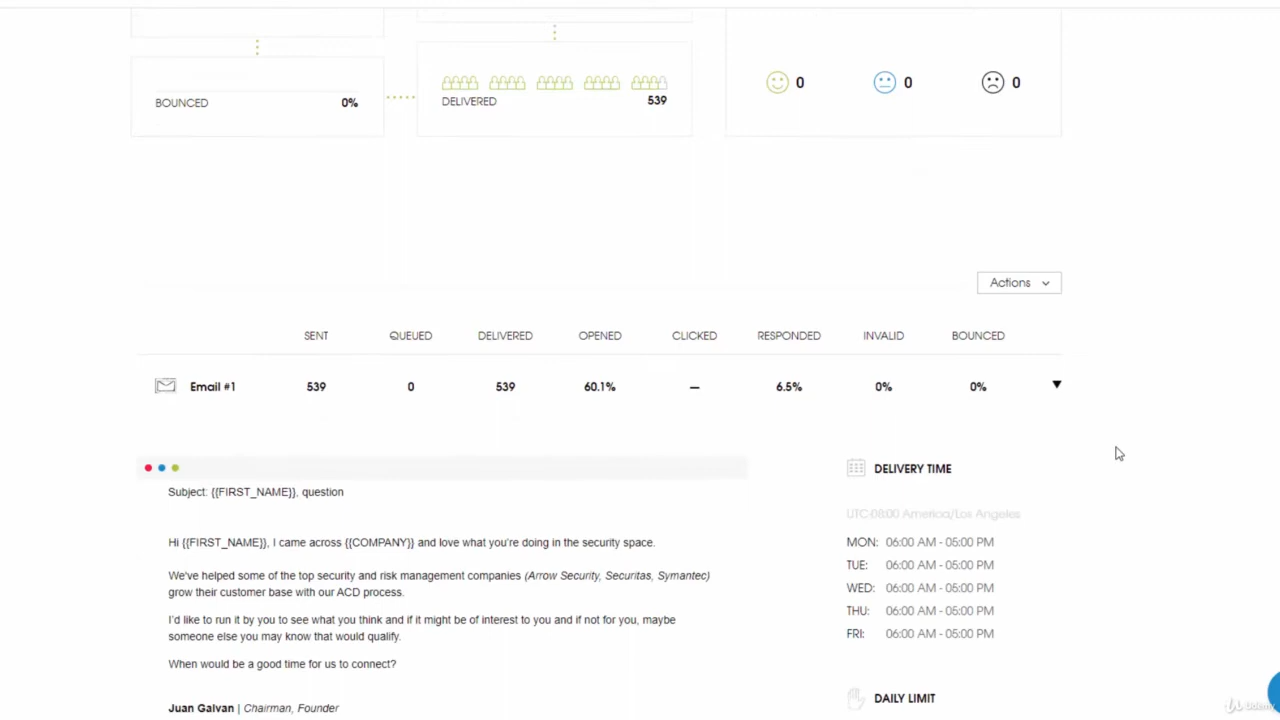 0 0 0
BOUNCED 0%
DELIVERED 539
Actions
SENT QUEUED DELIVERED OPENED CLICKED RESPONDED INVALID BOUNCED
Email #1 539 0 539 60.1% — 6.5% 0% 0%
Subject: {{FIRST_NAME}}, question
Hi {{FIRST_NAME}}, I came across {{COMPANY}} and love what you're doing in the security space.
We've helped some of the top security and risk management companies (Arrow Security, Securitas, Symantec)
grow their customer base with our ACD process.
I'd like to run it by you to see what you think and if it might be of interest to you and if not for you, maybe
someone else you may know that would qualify.
When would be a good time for us to connect?
Juan Galvan | Chairman, Founder
DELIVERY TIME
UTC-08:00 America/Los Angeles
MON: 06:00 AM - 05:00 PM
TUE: 06:00 AM - 05:00 PM
WED: 06:00 AM - 05:00 PM
THU: 06:00 AM - 05:00 PM
FRI: 06:00 AM - 05:00 PM
DAILY LIMIT
Udemy